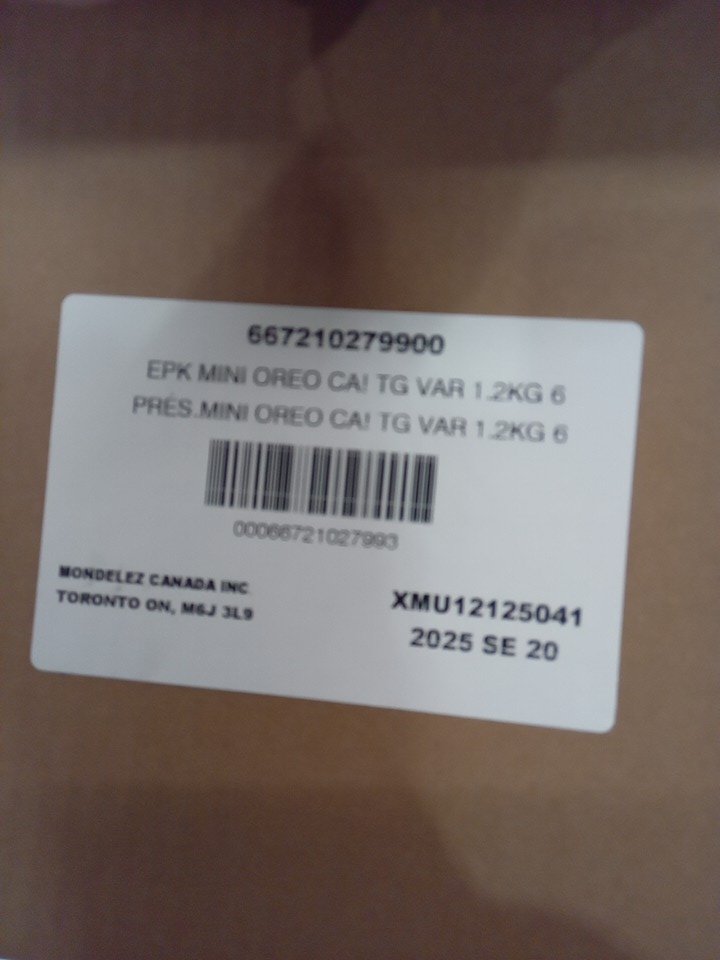 667210279900
EPK MINI OREO CA! TG VAR 1.2KG 6
PRÉS.MINI OREO CA! TG VAR 1.2KG 6
00066721027993
MONDELEZ CANADA INC
TORONTO ON, M6J 3L9
XMU12125041
2025 SE 20